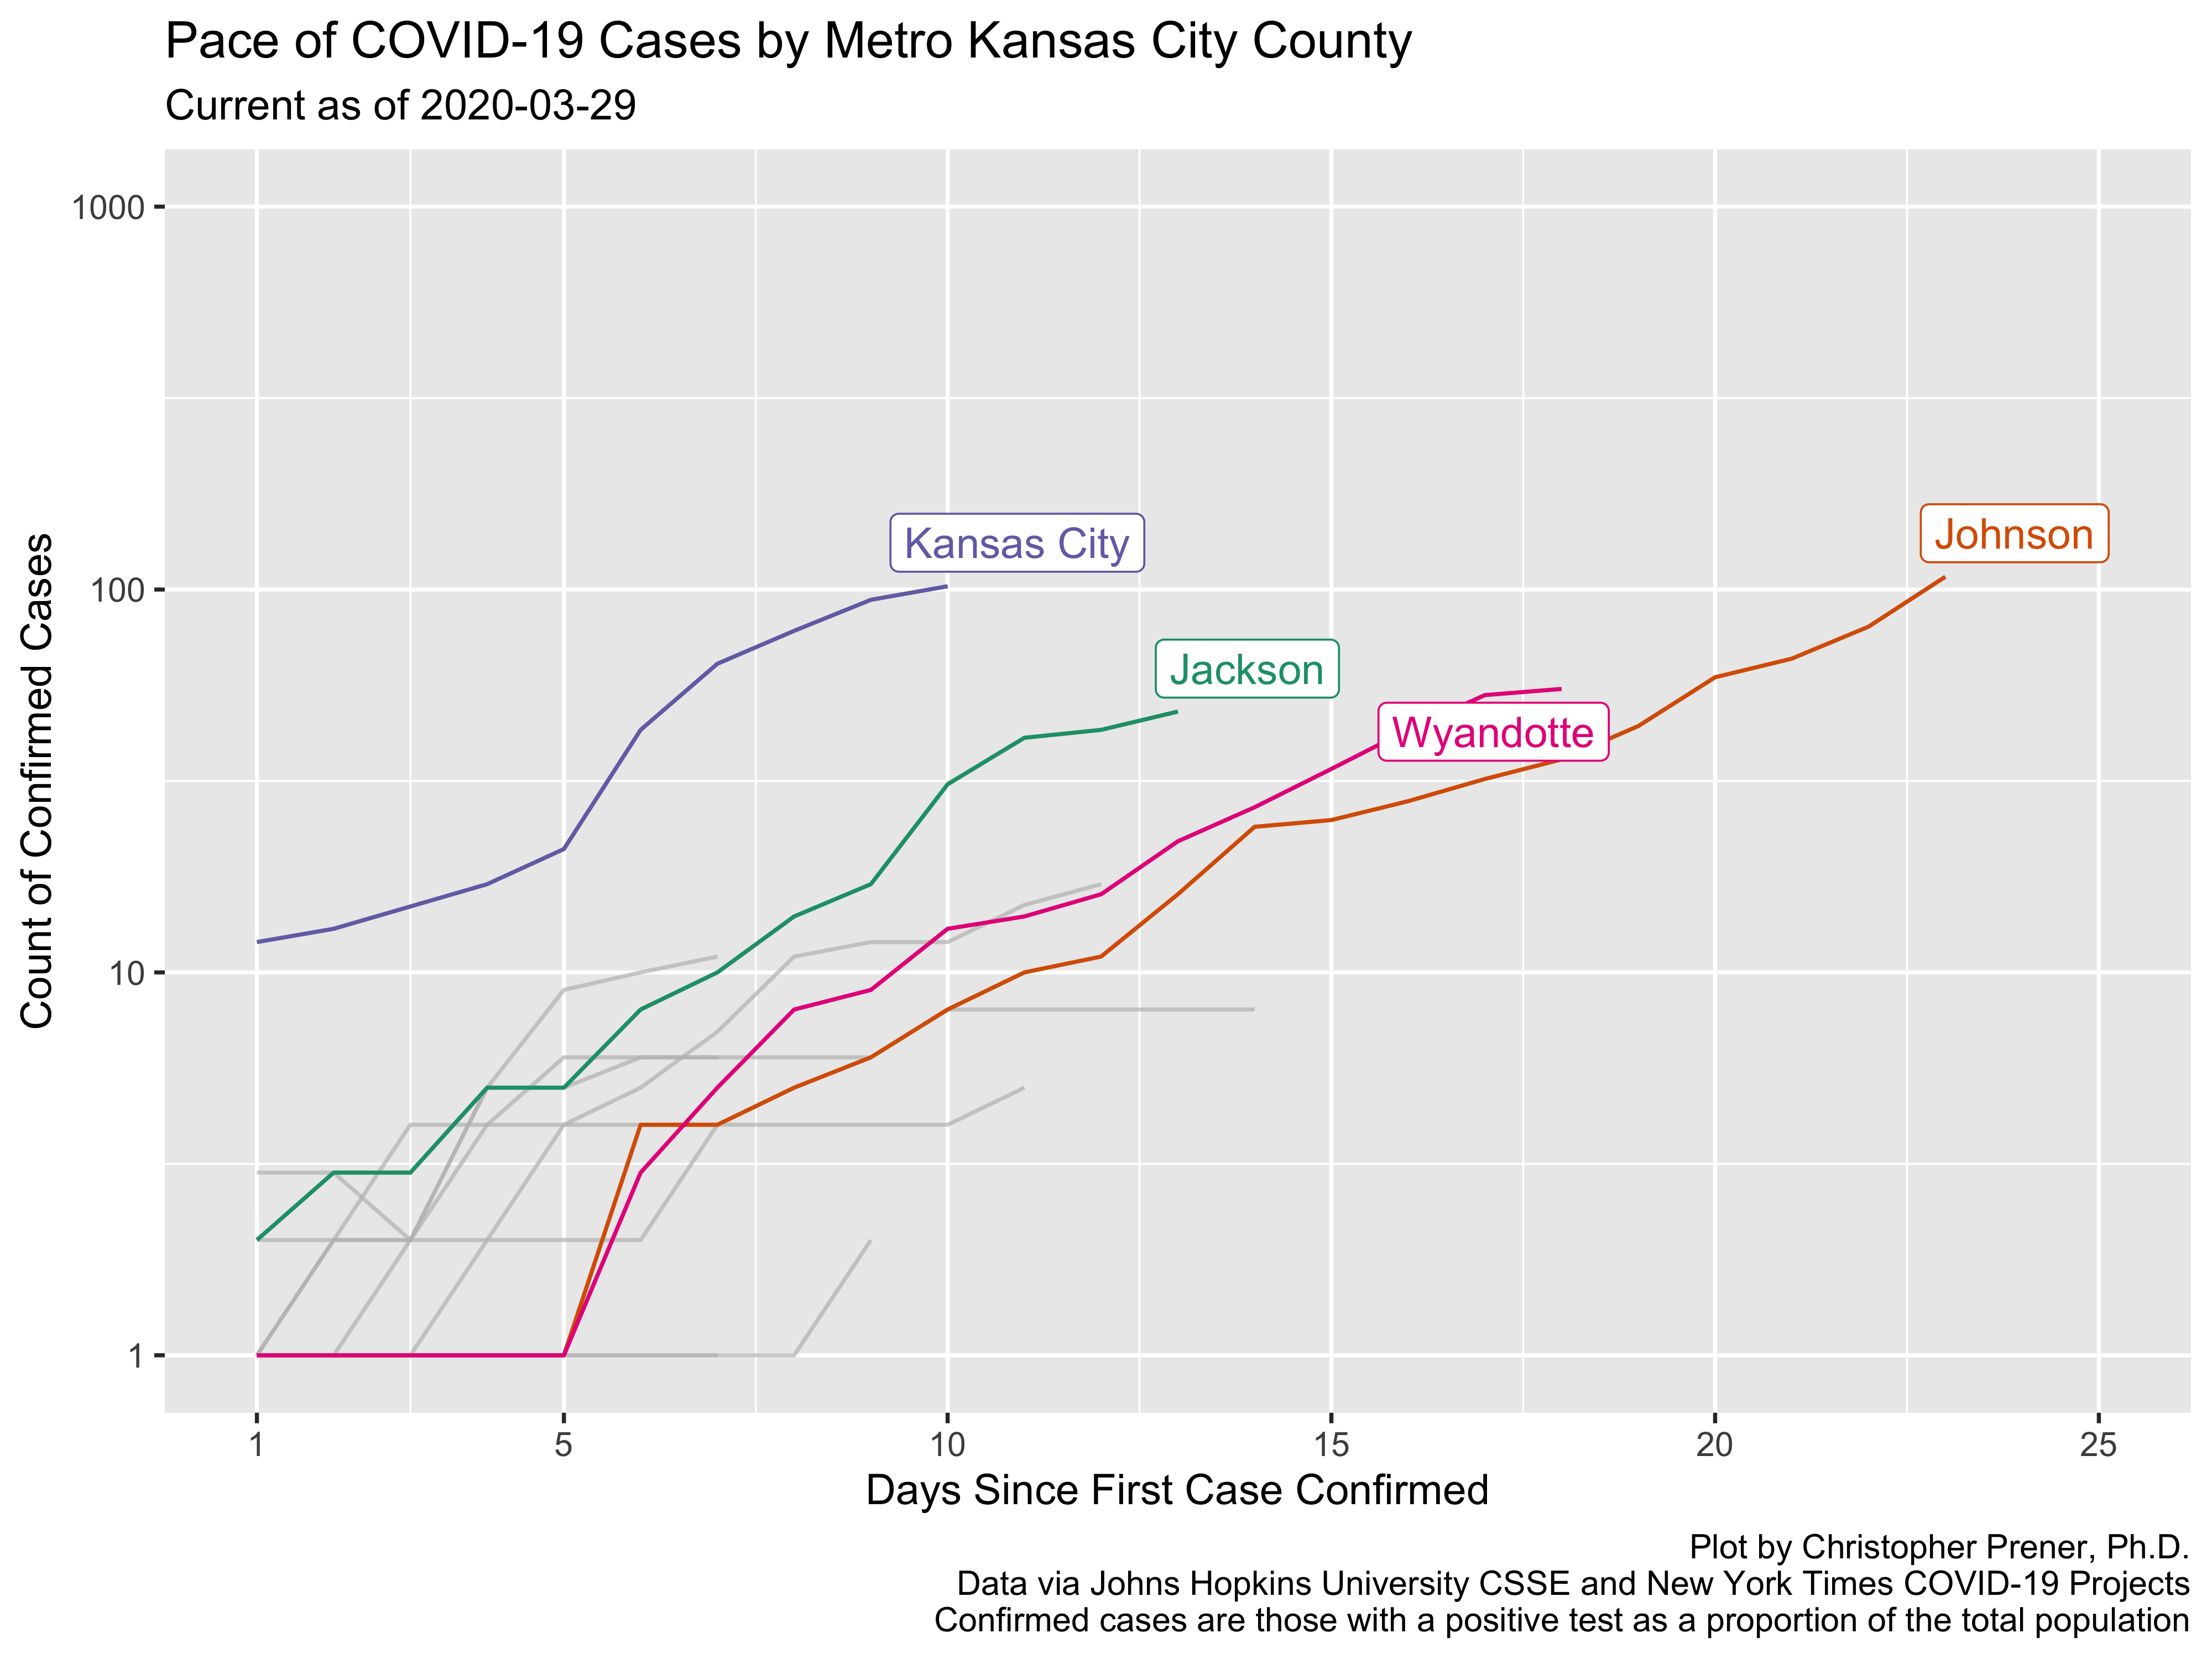 Pace of COVID-19 Cases by Metro Kansas City County
Current as of 2020-03-29
Count of Confirmed Cases
1000
100
10
1
Kansas City
Johnson
Jackson
Wyandotte
1 5 10 15 20 25
Days Since First Case Confirmed
Plot by Christopher Prener, Ph.D.
Data via Johns Hopkins University CSSE and New York Times COVID-19 Projects
Confirmed cases are those with a positive test as a proportion of the total population